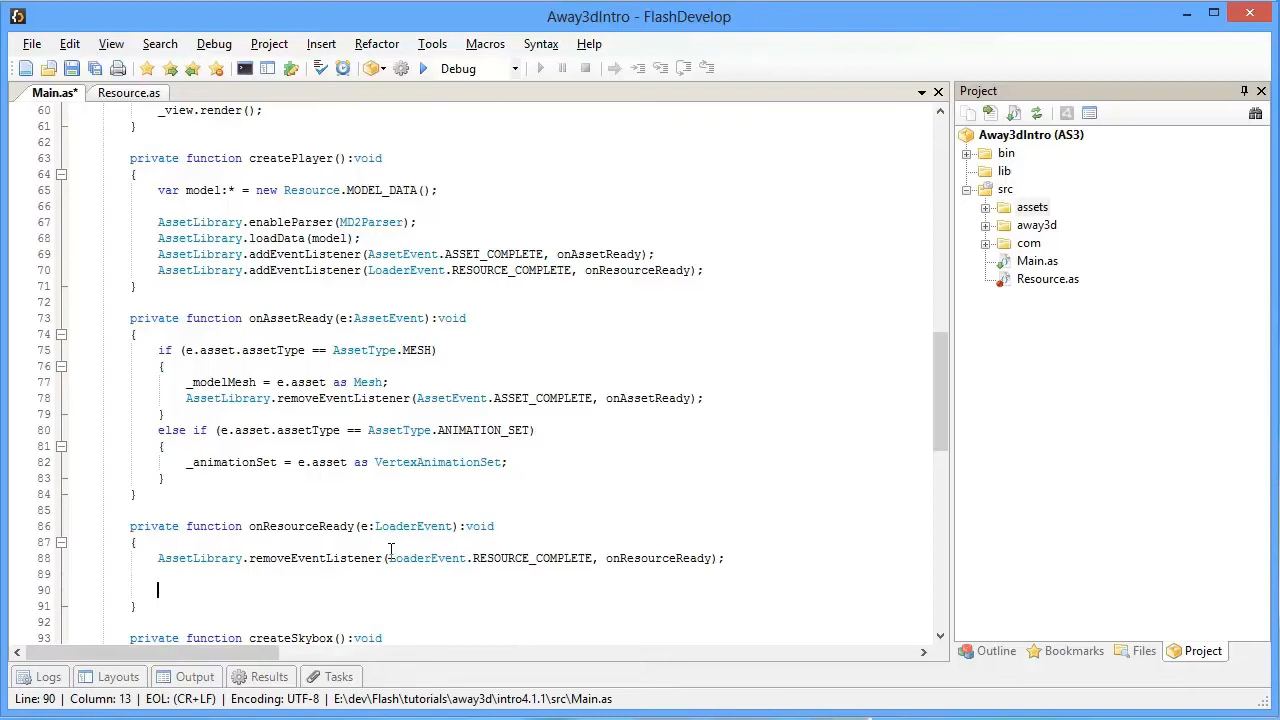 Away3dIntro - FlashDevelop
File Edit View Search Debug Project Insert Refactor Tools Macros Syntax Help
Debug
Main.as* Resource.as
60 _view.render();
61 }
62
63 private function createPlayer():void
64 {
65 var model:* = new Resource.MODEL_DATA();
66
67 AssetLibrary.enableParser(MD2Parser);
68 AssetLibrary.loadData(model);
69 AssetLibrary.addEventListener(AssetEvent.ASSET_COMPLETE, onAssetReady);
70 AssetLibrary.addEventListener(LoaderEvent.RESOURCE_COMPLETE, onResourceReady);
71 }
72
73 private function onAssetReady(e:AssetEvent):void
74 {
75 if (e.asset.assetType == AssetType.MESH)
76 {
77 _modelMesh = e.asset as Mesh;
78 AssetLibrary.removeEventListener(AssetEvent.ASSET_COMPLETE, onAssetReady);
79 }
80 else if (e.asset.assetType == AssetType.ANIMATION_SET)
81 {
82 _animationSet = e.asset as VertexAnimationSet;
83 }
84 }
85
86 private function onResourceReady(e:LoaderEvent):void
87 {
88 AssetLibrary.removeEventListener(LoaderEvent.RESOURCE_COMPLETE, onResourceReady);
89
90
91 }
92
93 private function createSkybox():void
Project
Away3dIntro (AS3)
bin
lib
src
assets
away3d
com
Main.as
Resource.as
Outline Bookmarks Files Project
Logs Layouts Output Results Tasks
Line: 90 | Column: 13 | EOL: (CR+LF) | Encoding: UTF-8 | E:\dev\Flash\tutorials\away3d\intro4.1.1\src\Main.as